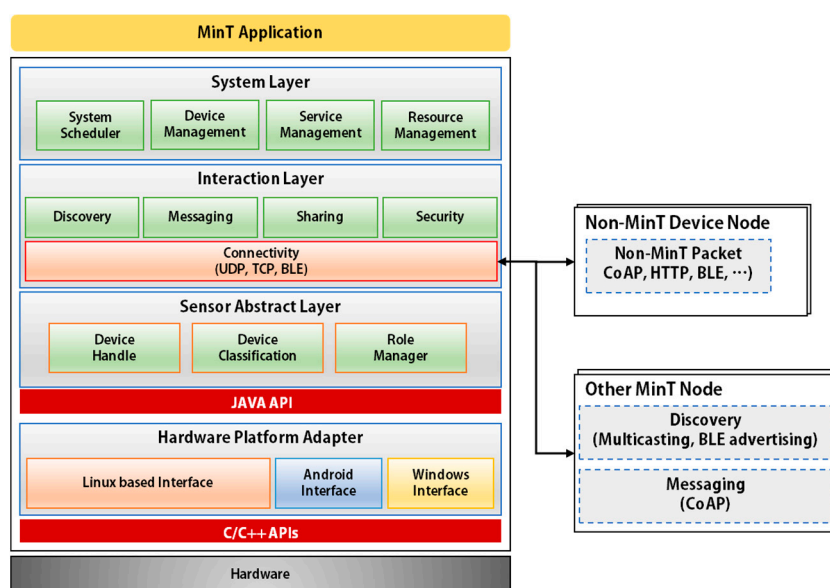 MinT Application
System Layer
System
Scheduler
Device
Management
Service
Management
Resource
Management
Interaction Layer
Discovery
Messaging
Sharing
Security
Connectivity
(UDP, TCP, BLE)
Sensor Abstract Layer
Device
Handle
Device
Classification
Role
Manager
JAVA API
Hardware Platform Adapter
Linux based Interface
Android
Interface
Windows
Interface
C/C++ APIs
Hardware
Non-MinT Device Node
Non-MinT Packet
CoAP, HTTP, BLE, ···)
Other MinT Node
Discovery
(Multicasting, BLE advertising)
Messaging
(CoAP)